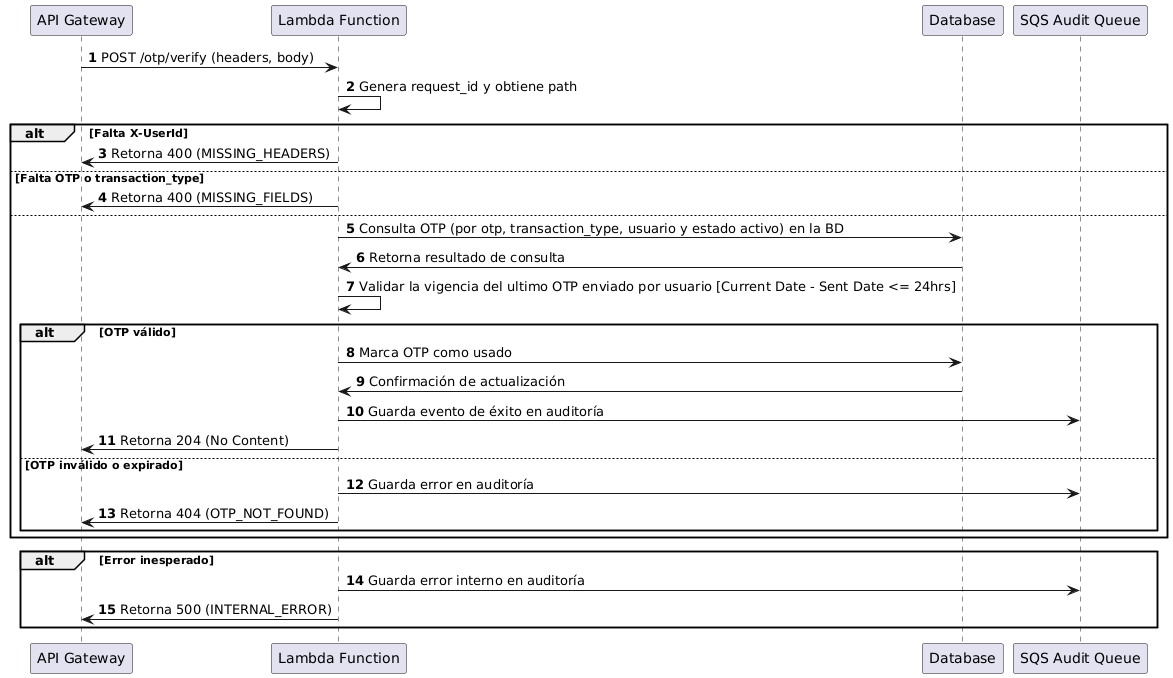 API Gateway Lambda Function Database SQS Audit Queue
1 POST /otp/verify (headers, body)
2 Genera request_id y obtiene path
alt [Falta X-UserId]
3 Retorna 400 (MISSING_HEADERS)
[Falta OTP o transaction_type]
4 Retorna 400 (MISSING_FIELDS)
5 Consulta OTP (por otp, transaction_type, usuario y estado activo) en la BD
6 Retorna resultado de consulta
7 Validar la vigencia del ultimo OTP enviado por usuario [Current Date - Sent Date <= 24hrs]
alt [OTP válido]
8 Marca OTP como usado
9 Confirmación de actualización
10 Guarda evento de éxito en auditoría
11 Retorna 204 (No Content)
[OTP inválido o expirado]
12 Guarda error en auditoría
13 Retorna 404 (OTP_NOT_FOUND)
alt [Error inesperado]
14 Guarda error interno en auditoría
15 Retorna 500 (INTERNAL_ERROR)
API Gateway Lambda Function Database SQS Audit Queue